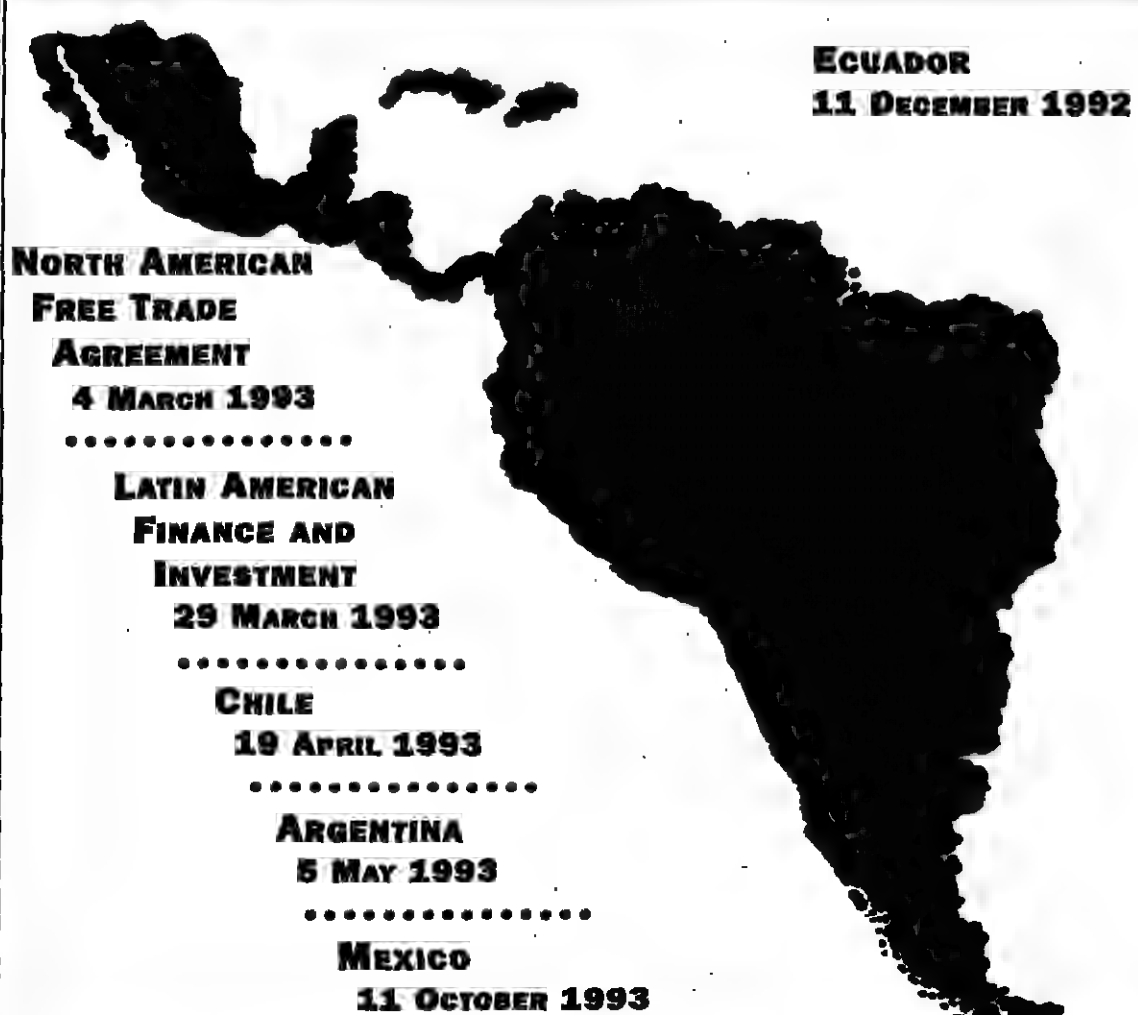 ECUADOR
11 DECEMBER 1992
NORTH AMERICAN
FREE TRADE
AGREEMENT
4 MARCH 1993
LATIN AMERICAN
FINANCE AND
INVESTMENT
29 MARCH 1993
CHILE
19 APRIL 1993
ARGENTINA
5 MAY 1993
MEXICO
11 OCTOBER 1993